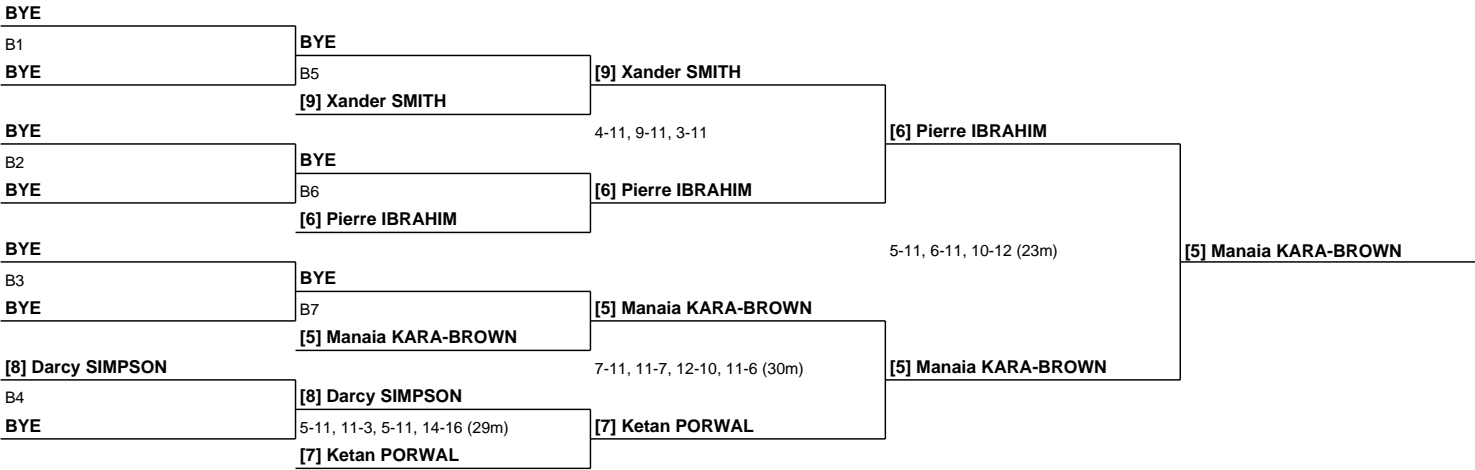 BYE
B1
BYE
BYE
B2
BYE
BYE
B3
BYE
[8] Darcy SIMPSON
B4
BYE
BYE
B5
[9] Xander SMITH
BYE
B6
[6] Pierre IBRAHIM
BYE
B7
[5] Manaia KARA-BROWN
[8] Darcy SIMPSON
5-11, 11-3, 5-11, 14-16 (29m)
[7] Ketan PORWAL
[9] Xander SMITH
4-11, 9-11, 3-11
[6] Pierre IBRAHIM
[5] Manaia KARA-BROWN
7-11, 11-7, 12-10, 11-6 (30m)
[7] Ketan PORWAL
[6] Pierre IBRAHIM
5-11, 6-11, 10-12 (23m)
[5] Manaia KARA-BROWN
[5] Manaia KARA-BROWN